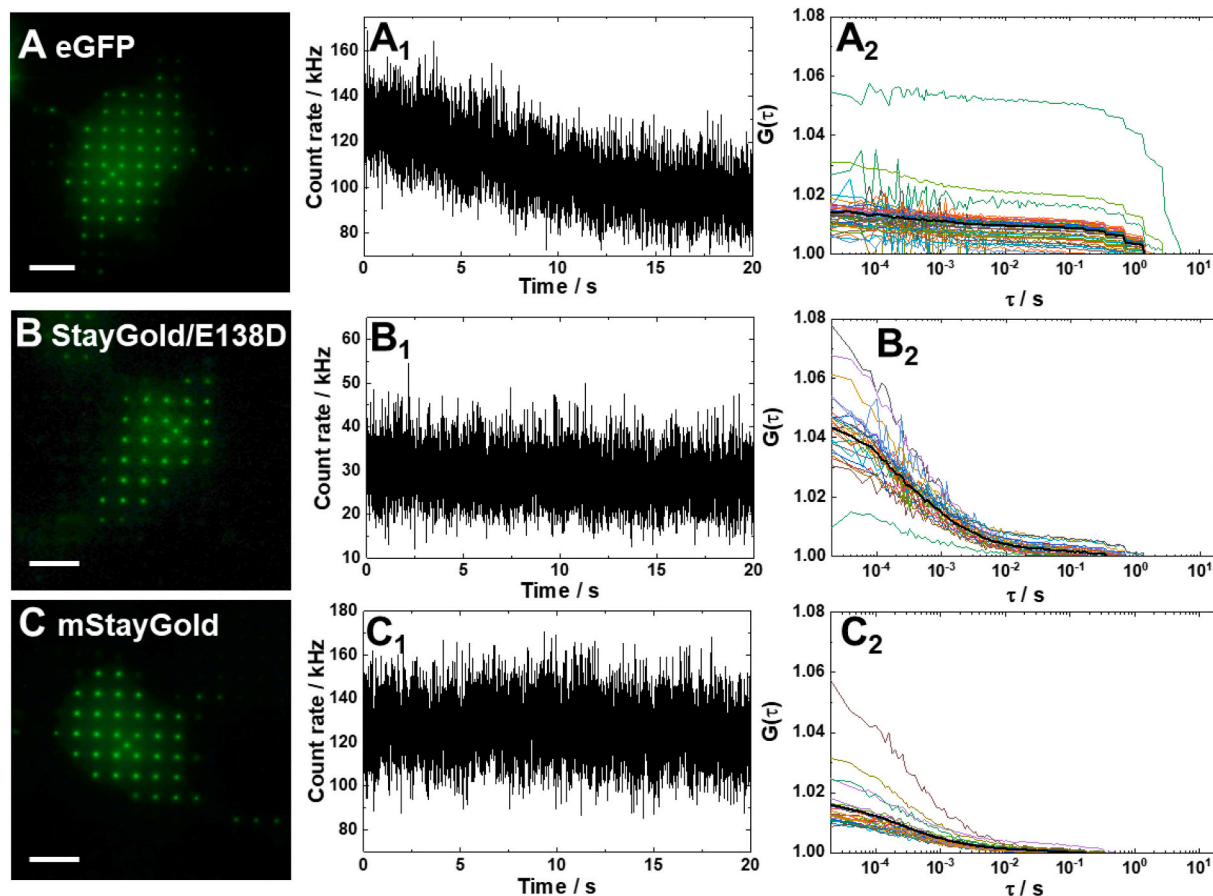 A eGFP
A₁
160
140
120
100
80
Count rate / kHz
0 5 10 15 20
Time / s
A₂
1.08
1.06
1.04
1.02
1.00
G(τ)
10⁻⁴ 10⁻³ 10⁻² 10⁻¹ 10⁰ 10¹
τ / s
B StayGold/E138D
B₁
65
60
50
40
30
20
10
Count rate / kHz
0 5 10 15 20
Time / s
B₂
1.08
1.06
1.04
1.02
1.00
G(τ)
10⁻⁴ 10⁻³ 10⁻² 10⁻¹ 10⁰ 10¹
τ / s
C mStayGold
C₁
180
160
140
120
100
80
70
Count rate / kHz
0 5 10 15 20
Time / s
C₂
1.08
1.06
1.04
1.02
1.00
G(τ)
10⁻⁴ 10⁻³ 10⁻² 10⁻¹ 10⁰ 10¹
τ / s